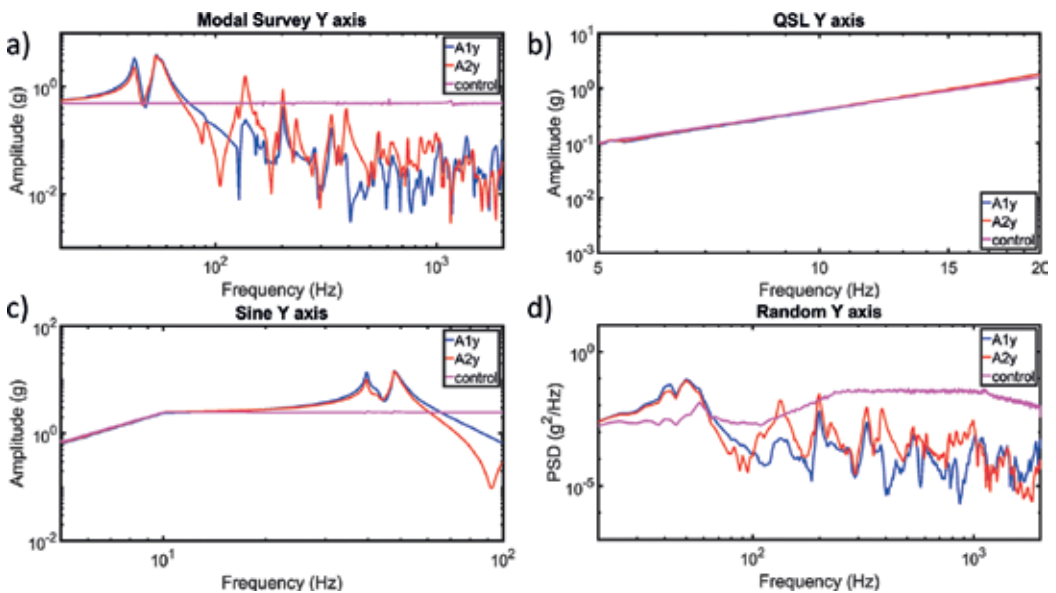 a)
Modal Survey Y axis
A1y
A2y
control
Amplitude (g)
10^0
10^-2
10^2
10^3
Frequency (Hz)
b)
QSL Y axis
Amplitude (g)
10^1
10^0
10^-1
10^-2
10^-3
A1y
A2y
control
5
10
15
20
Frequency (Hz)
c)
Sine Y axis
A1y
A2y
control
Amplitude (g)
10^2
10^0
10^-2
10^1
10^2
Frequency (Hz)
d)
Random Y axis
A1y
A2y
control
PSD (g^2/Hz)
10^0
10^-5
10^2
10^3
Frequency (Hz)